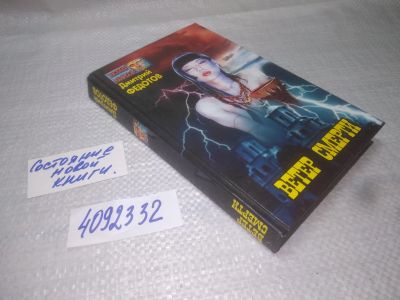 Дмитрий
ФЕДОТОВ
ВЕТЕР СМЕРТИ
ВЕТЕР
СМЕРТИ
Состояние
новой
книги.
4092332